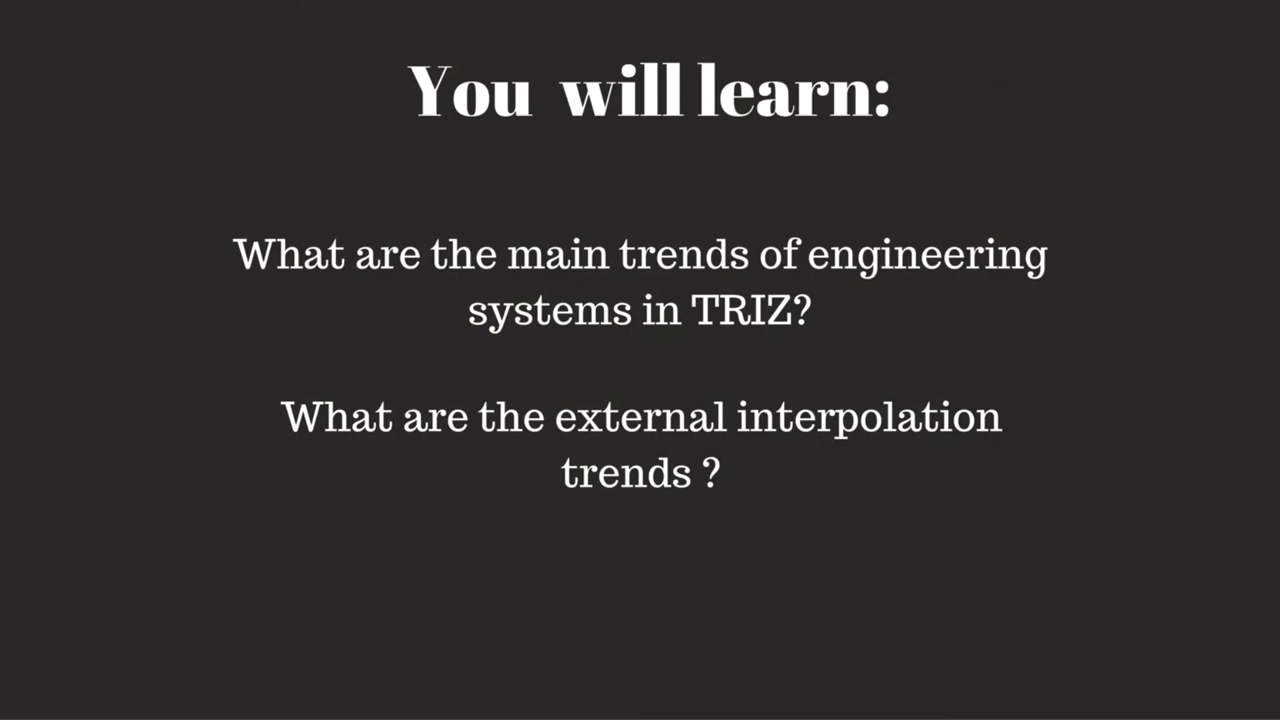 You will learn:
What are the main trends of engineering
systems in TRIZ?
What are the external interpolation
trends ?